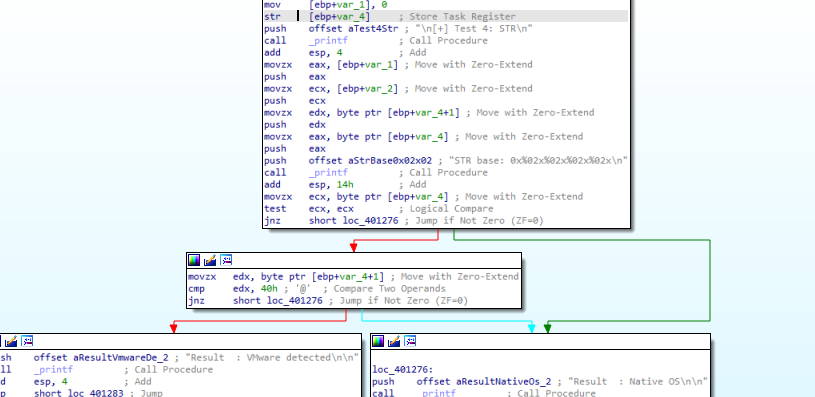 mov [ebp+var_1], 0
str [ebp+var_4] ; Store Task Register
push offset aTest4Str ; "\n[+] Test 4: STR\n"
call _printf ; Call Procedure
add esp, 4 ; Add
movzx eax, [ebp+var_1] ; Move with Zero-Extend
push eax
movzx ecx, [ebp+var_2] ; Move with Zero-Extend
push ecx
movzx edx, byte ptr [ebp+var_4+1] ; Move with Zero-Extend
push edx
movzx eax, byte ptr [ebp+var_4] ; Move with Zero-Extend
push eax
push offset aStrBase0x02x02 ; "STR base: 0x%02x%02x%02x%02x\n"
call _printf ; Call Procedure
add esp, 14h ; Add
movzx ecx, byte ptr [ebp+var_4] ; Move with Zero-Extend
test ecx, ecx ; Logical Compare
jnz short loc_401276 ; Jump if Not Zero (ZF=0)
movzx edx, byte ptr [ebp+var_4+1] ; Move with Zero-Extend
cmp edx, 40h ; '@' ; Compare Two Operands
jnz short loc_401276 ; Jump if Not Zero (ZF=0)
sh offset aResultVmwareDe_2 ; "Result : VMware detected\n\n"
ll _printf ; Call Procedure
d esp, 4 ; Add
p short loc_401283 ; Jump
loc_401276:
push offset aResultNativeOs_2 ; "Result : Native OS\n\n"
call _printf ; Call Procedure